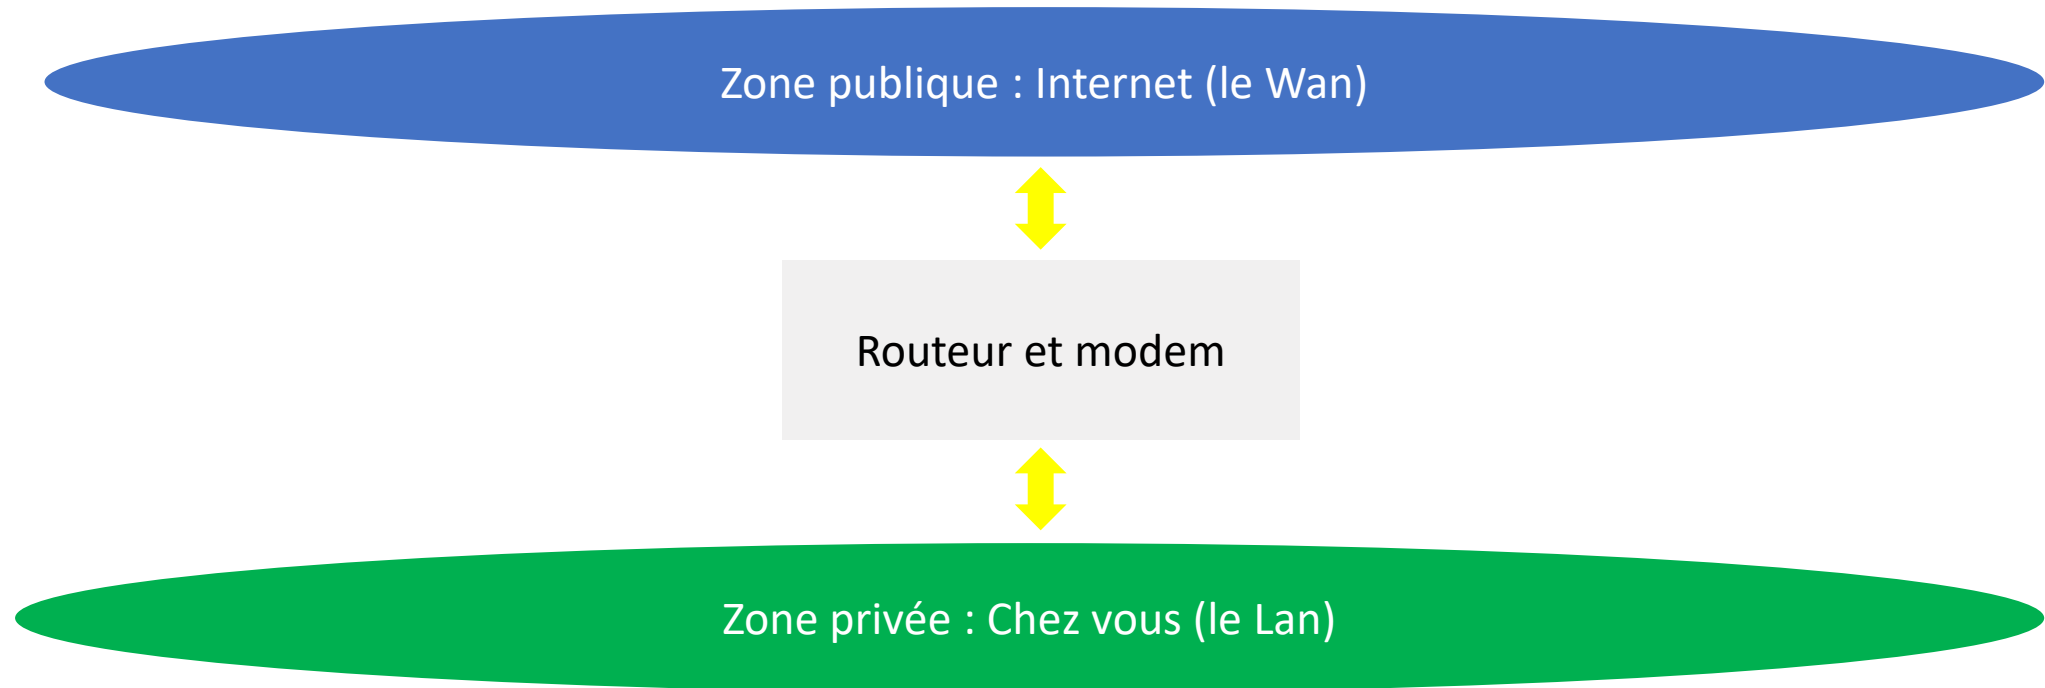 Zone publique : Internet (le Wan)
Routeur et modem
Zone privée : Chez vous (le Lan)